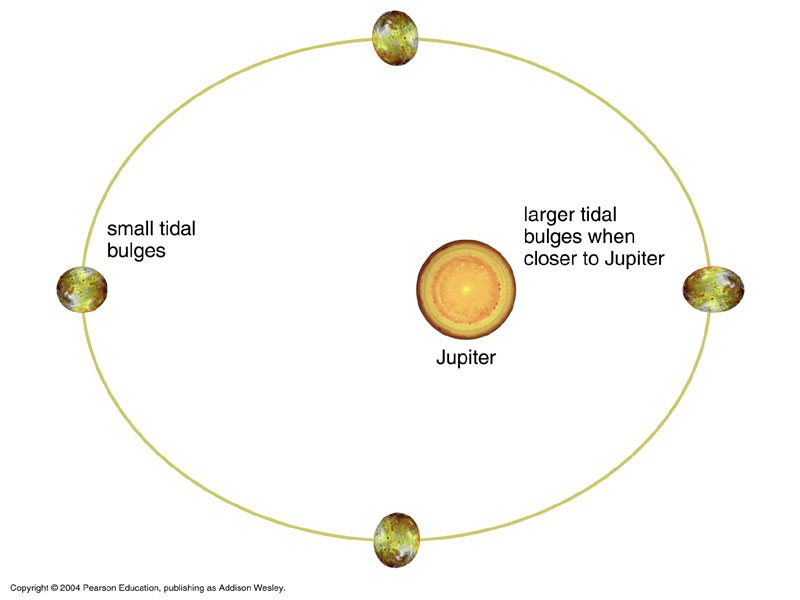 small tidal
bulges
larger tidal
bulges when
closer to Jupiter
Jupiter
Copyright © 2004 Pearson Education, publishing as Addison Wesley.